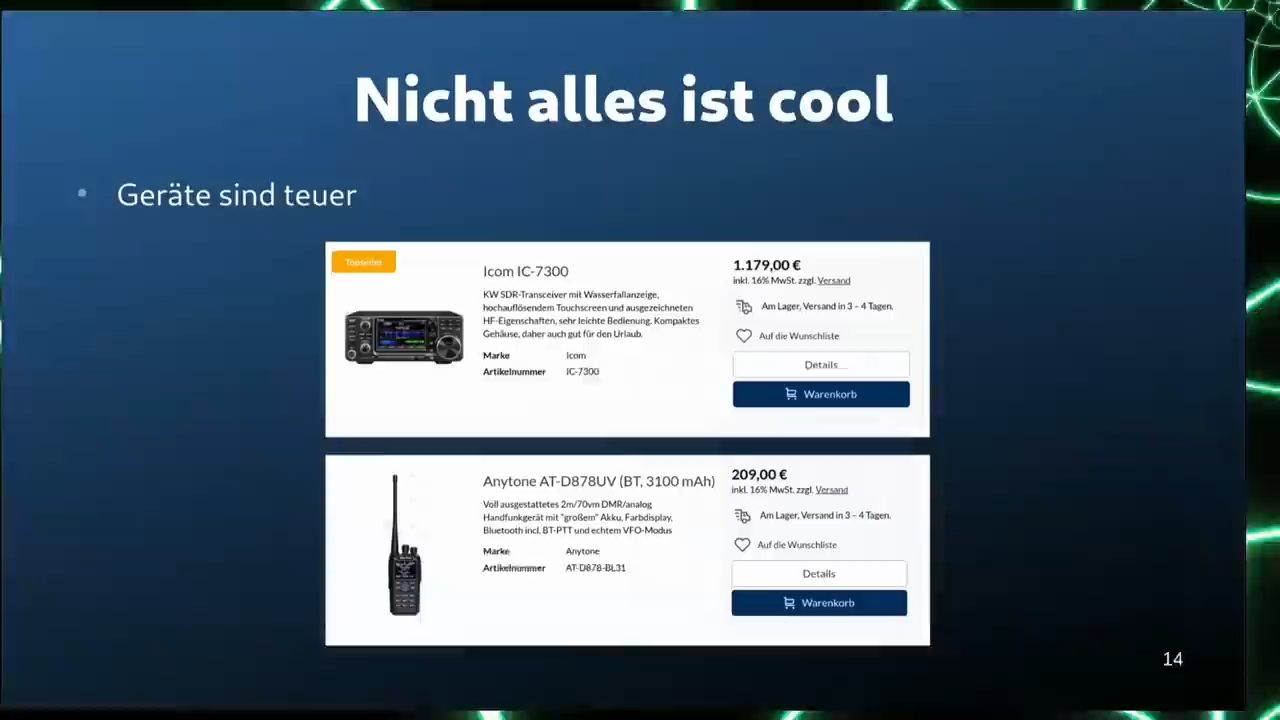 Nicht alles ist cool
• Geräte sind teuer
Topseller
Icom IC-7300
KW SDR-Transceiver mit Wasserfallanzeige,
hochauflösendem Touchscreen und ausgezeichneten
HF-Eigenschaften, sehr leichte Bedienung. Kompaktes
Gehäuse, daher auch gut für den Urlaub.
Marke Icom
Artikelnummer IC-7300
1.179,00 €
inkl. 16% MwSt. zzgl. Versand
Am Lager, Versand in 3 – 4 Tagen.
Auf die Wunschliste
Details
Warenkorb
Anytone AT-D878UV (BT, 3100 mAh)
Voll ausgestattetes 2m/70vm DMR/analog
Handfunkgerät mit "großem" Akku, Farbdisplay,
Bluetooth incl. BT-PTT und echtem VFO-Modus
Marke Anytone
Artikelnummer AT-D878-BL31
209,00 €
inkl. 16% MwSt. zzgl. Versand
Am Lager, Versand in 3 – 4 Tagen.
Auf die Wunschliste
Details
Warenkorb
14